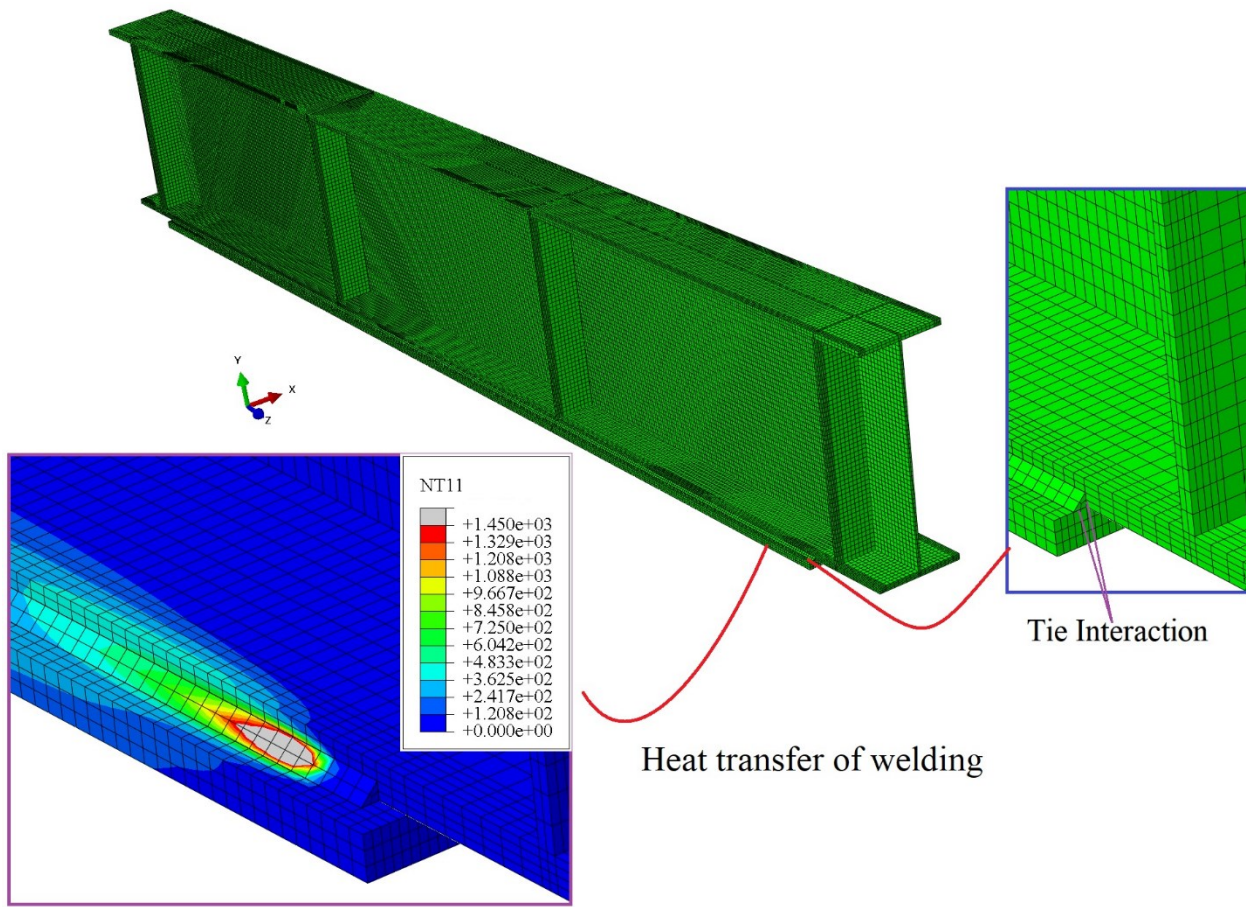 Y
X
Z
NT11
+1.450e+03
+1.329e+03
+1.208e+03
+1.088e+03
+9.667e+02
+8.458e+02
+7.250e+02
+6.042e+02
+4.833e+02
+3.625e+02
+2.417e+02
+1.208e+02
+0.000e+00
Tie Interaction
Heat transfer of welding